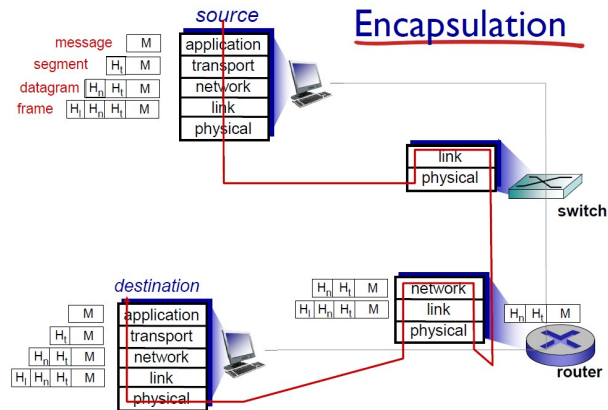 source
Encapsulation
message M
segment Ht M
datagram Hn Ht M
frame Hl Hn Ht M
application
transport
network
link
physical
link
physical
switch
destination
M
Ht M
Hn Ht M
Hl Hn Ht M
application
transport
network
link
physical
Hn Ht M
Hl Hn Ht M
network
link
physical
Hn Ht M
router